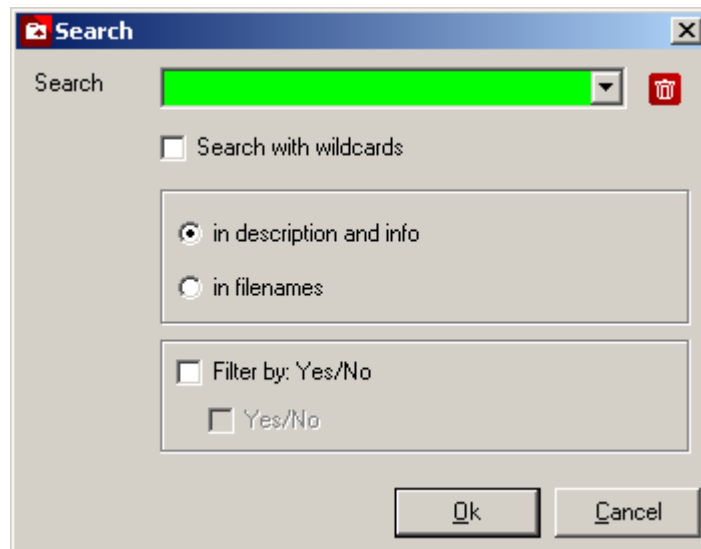 Search
Search
Search with wildcards
in description and info
in filenames
Filter by: Yes/No
Yes/No
Ok
Cancel